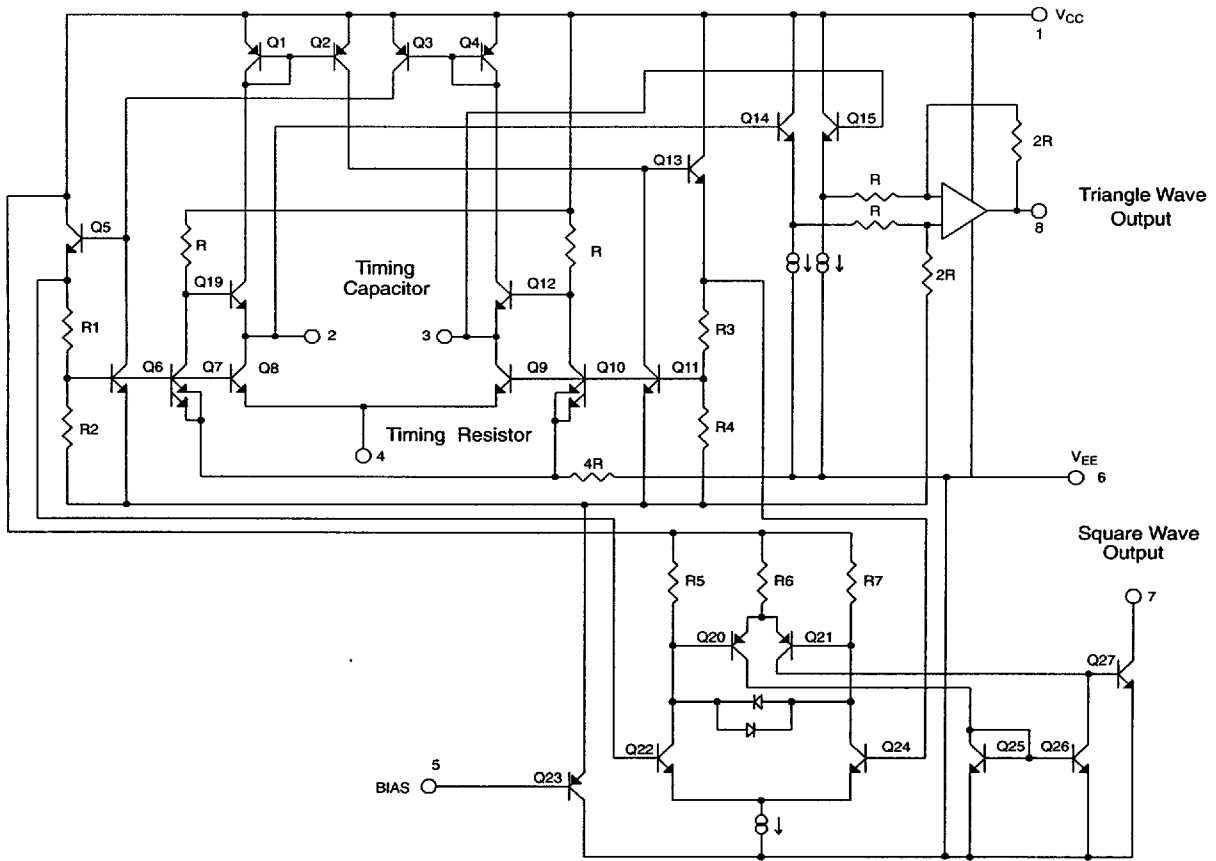 VCC
1
Q1
Q2
Q3
Q4
Q14
Q15
2R
Q13
R
Triangle Wave
Output
8
Q5
R
R
R
Timing
Capacitor
Q19
Q12
2R
R1
2
3
R3
Q6
Q7
Q8
Q9
Q10
Q11
R2
Timing Resistor
R4
4
4R
VEE
6
Square Wave
Output
R5
R6
R7
7
Q20
Q21
Q27
Q22
Q24
Q25
Q26
5
BIAS
Q23